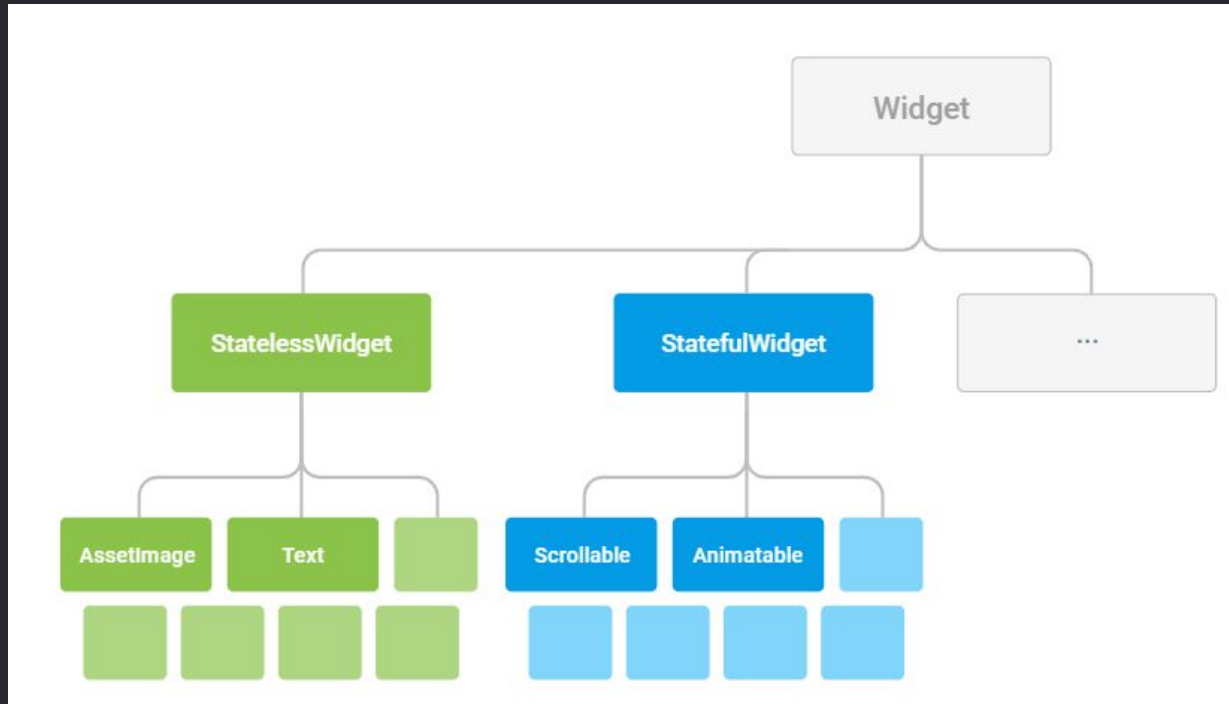 Widget
StatelessWidget
StatefulWidget
...
AssetImage
Text
Scrollable
Animatable